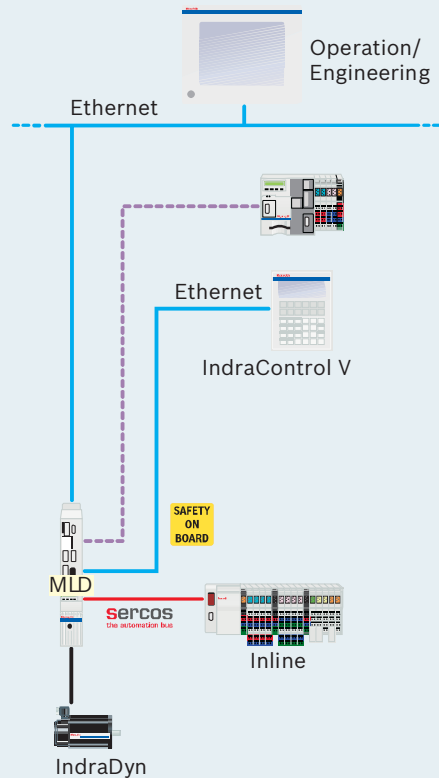 Operation/
Engineering
Ethernet
Ethernet
IndraControl V
SAFETY
ON
BOARD
MLD
sercos
the automation bus
Inline
IndraDyn